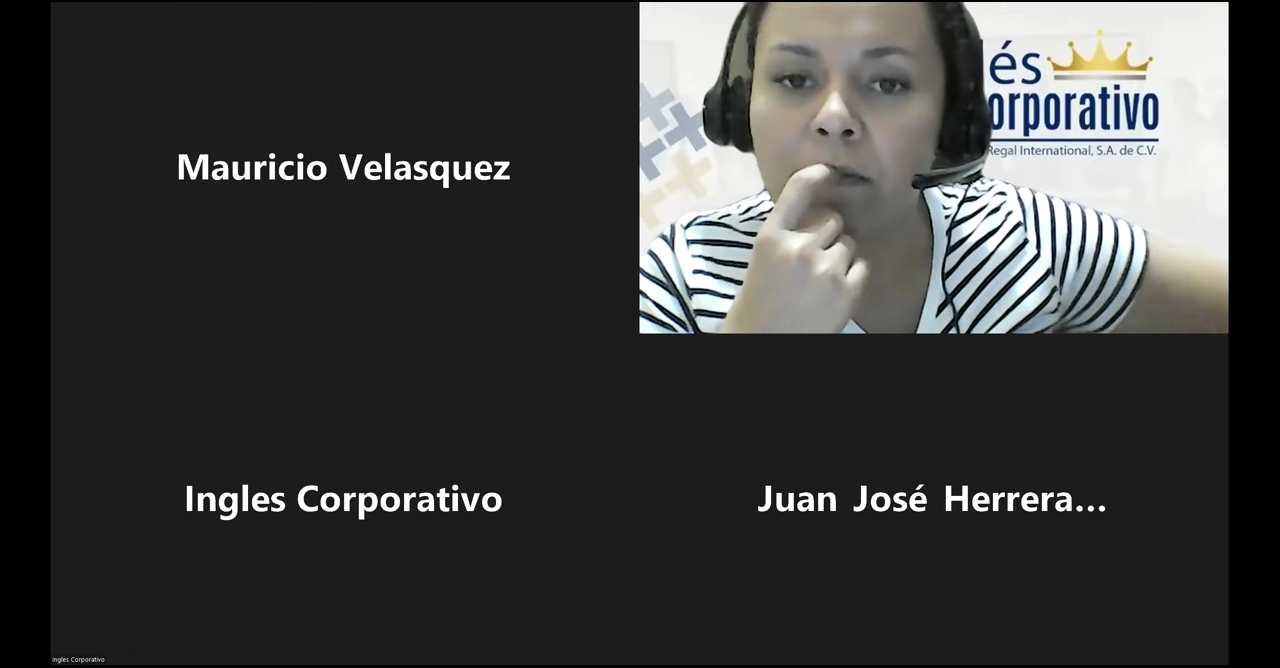 Mauricio Velasquez
és
orporativo
Regal International, S.A. de C.V.
Ingles Corporativo
Juan José Herrera...
Ingles Corporativo